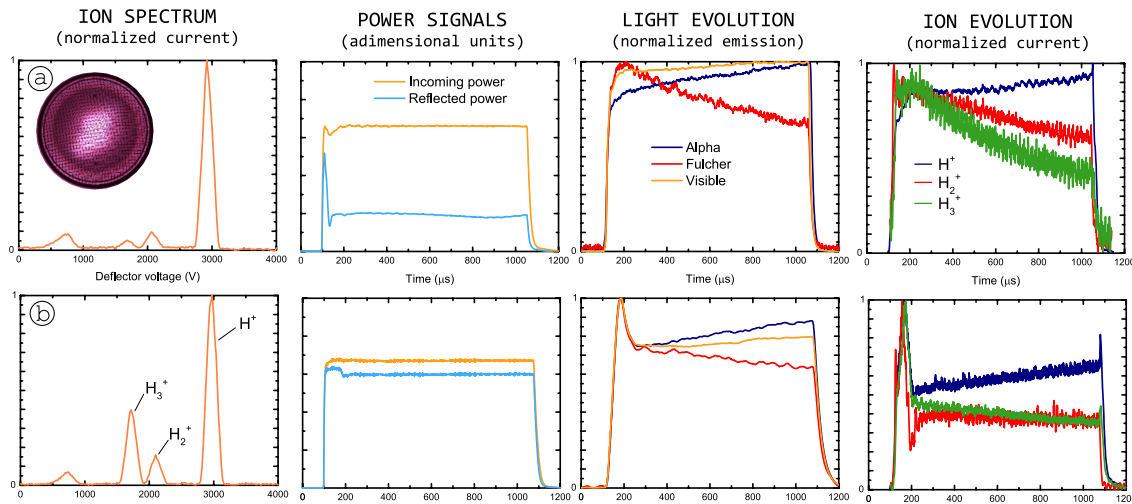 ION SPECTRUM
(normalized current)
POWER SIGNALS
(adimensional units)
LIGHT EVOLUTION
(normalized emission)
ION EVOLUTION
(normalized current)
a
1
0
0 1000 2000 3000 4000
Deflector voltage (V)
Incoming power
Reflected power
1
0
0 200 400 600 800 1000 1200
Time (µs)
Alpha
Fulcher
Visible
1
0
0 200 400 600 800 1000 1200
Time (µs)
H⁺
H₂⁺
H₃⁺
1
0
0 200 400 600 800 1000 1200
Time (µs)
b
H⁺
H₃⁺
H₂⁺
1
0
0 1000 2000 3000 4000
1
0
0 200 400 600 800 1000 1200
1
0
0 200 400 600 800 1000 1200
1
0
0 200 400 600 800 1000 1200